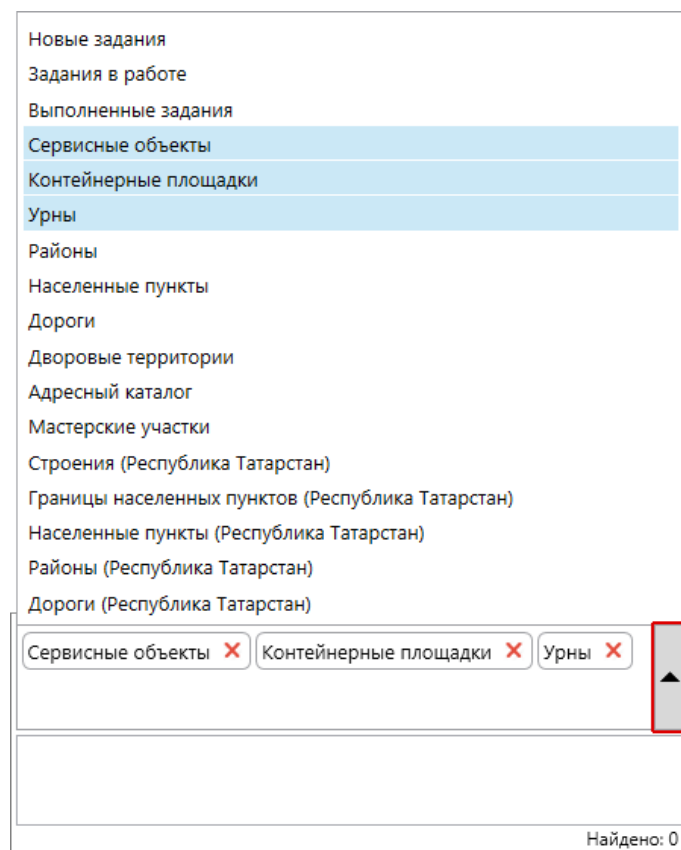 Новые задания
Задания в работе
Выполненные задания
Сервисные объекты
Контейнерные площадки
Урны
Районы
Населенные пункты
Дороги
Дворовые территории
Адресный каталог
Мастерские участки
Строения (Республика Татарстан)
Границы населенных пунктов (Республика Татарстан)
Населенные пункты (Республика Татарстан)
Районы (Республика Татарстан)
Дороги (Республика Татарстан)
Сервисные объекты Контейнерные площадки Урны
Найдено: 0